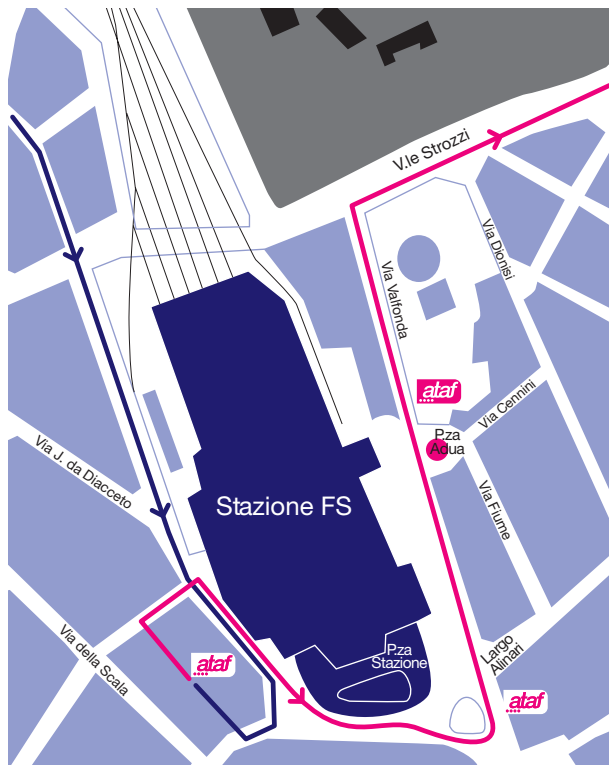 V.le Strozzi
Via Dionisi
Via Valfonda
ataf
Via Cennini
P.za
Adua
Via J. da Diacceto
Via Fiume
Stazione FS
Largo
Alinari
P.za
Stazione
Via della Scala
ataf
ataf